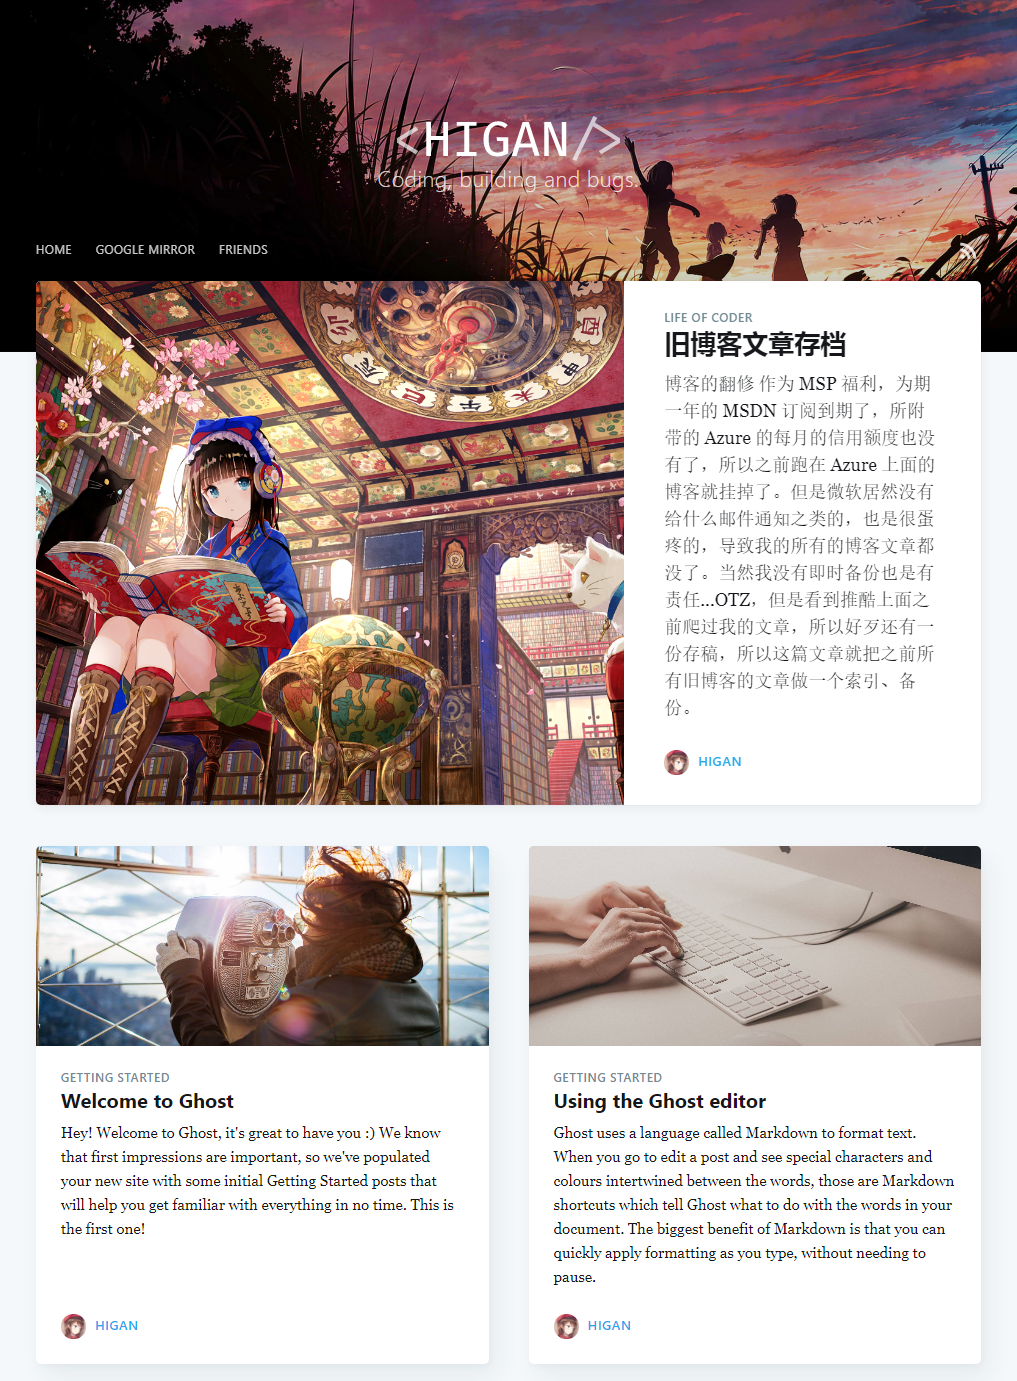 <HIGAN/>
Coding, building and bugs.
HOME GOOGLE MIRROR FRIENDS
LIFE OF CODER
旧博客文章存档
博客的翻修 作为 MSP 福利，为期
一年的 MSDN 订阅到期了，所附
带的 Azure 的每月的信用额度也没
有了，所以之前跑在 Azure 上面的
博客就挂掉了。但是微软居然没有
给什么邮件通知之类的，也是很蛋
疼的，导致我的所有的博客文章都
没了。当然我没有即时备份也是有
责任...OTZ，但是看到推酷上面之
前爬过我的文章，所以好歹还有一
份存稿，所以这篇文章就把之前所
有旧博客的文章做一个索引、备
份。
HIGAN
GETTING STARTED
Welcome to Ghost
Hey! Welcome to Ghost, it's great to have you :) We know
that first impressions are important, so we've populated
your new site with some initial Getting Started posts that
will help you get familiar with everything in no time. This is
the first one!
HIGAN
GETTING STARTED
Using the Ghost editor
Ghost uses a language called Markdown to format text.
When you go to edit a post and see special characters and
colours intertwined between the words, those are Markdown
shortcuts which tell Ghost what to do with the words in your
document. The biggest benefit of Markdown is that you can
quickly apply formatting as you type, without needing to
pause.
HIGAN